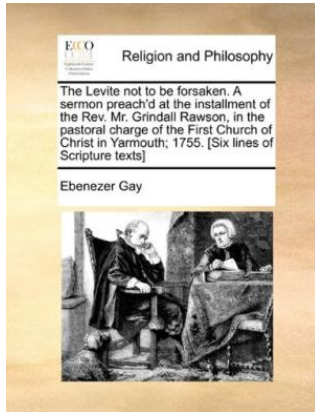 ECCO
Religion and Philosophy
The Levite not to be forsaken. A
sermon preach'd at the installment of
the Rev. Mr. Grindall Rawson, in the
pastoral charge of the First Church of
Christ in Yarmouth; 1755. [Six lines of
Scripture texts]
Ebenezer Gay